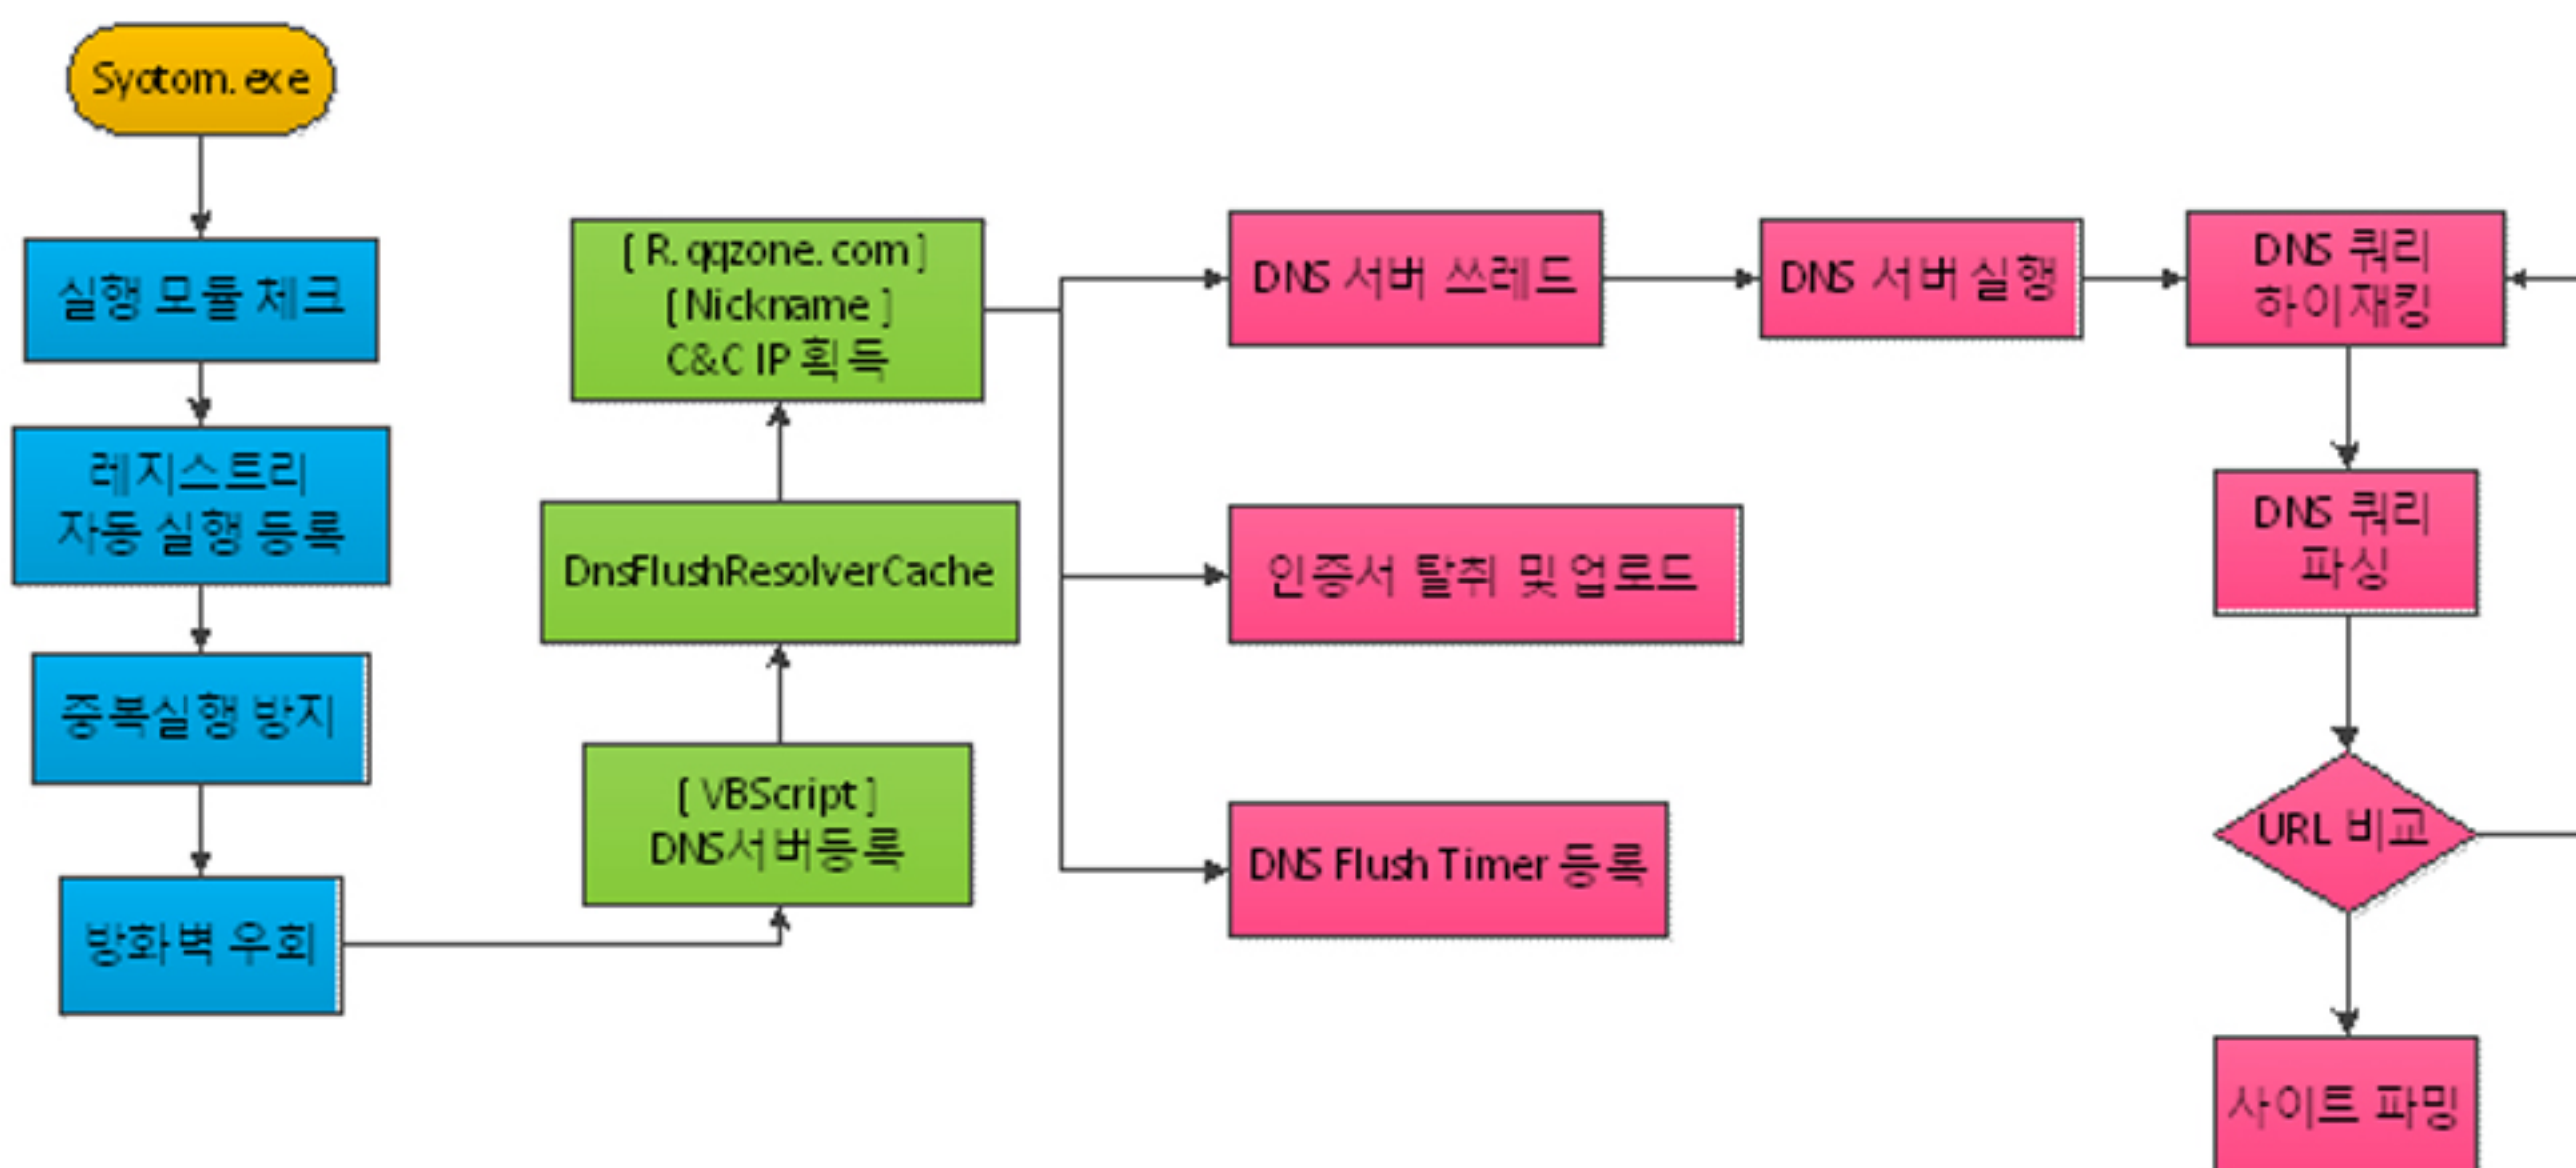 Syotom.exe
실행 모듈 체크
레지스트리
자동 실행 등록
중복실행 방지
방화벽 우회
[ VBScript ]
DNS서버등록
DnsFlushResolverCache
[ R.qqzone.com ]
[ Nickname ]
C&C IP 획득
DNS 서버 쓰레드
DNS 서버 실행
DNS 쿼리
하이재킹
인증서 탈취 및 업로드
DNS Flush Timer 등록
DNS 쿼리
파싱
URL 비교
사이트 파밍